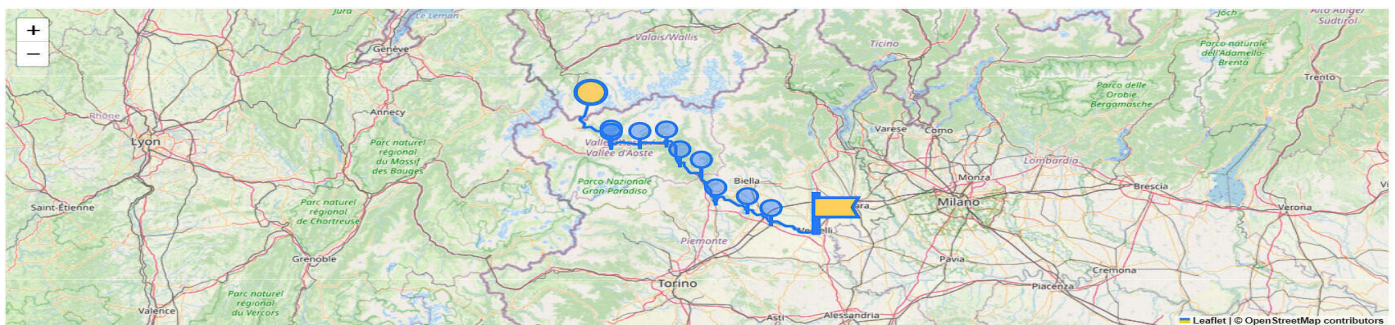 +
−
Jura
Le Léman
Genève
Valais/Wallis
Ticino
Joch
Alto Adige/
Südtirol
Parco naturale
dell'Adamello-
Brenta
Trento
Parco delle
Orobie
Bergamasche
Annecy
Rhône
Lyon
Parc naturel
régional
du Massif
des Bauges
Vallée d'Aoste
Varese
Como
Lombardia
Parco Nazionale
Gran Paradiso
Biella
Monza
Milano
Brescia
Verona
Saint-Étienne
Parc naturel
régional
de Chartreuse
Piemonte
Grenoble
Pavia
Cremona
Piacenza
Torino
Parc naturel
régional
du Vercors
Valence
Asti
Alessandria
Leaflet | © OpenStreetMap contributors